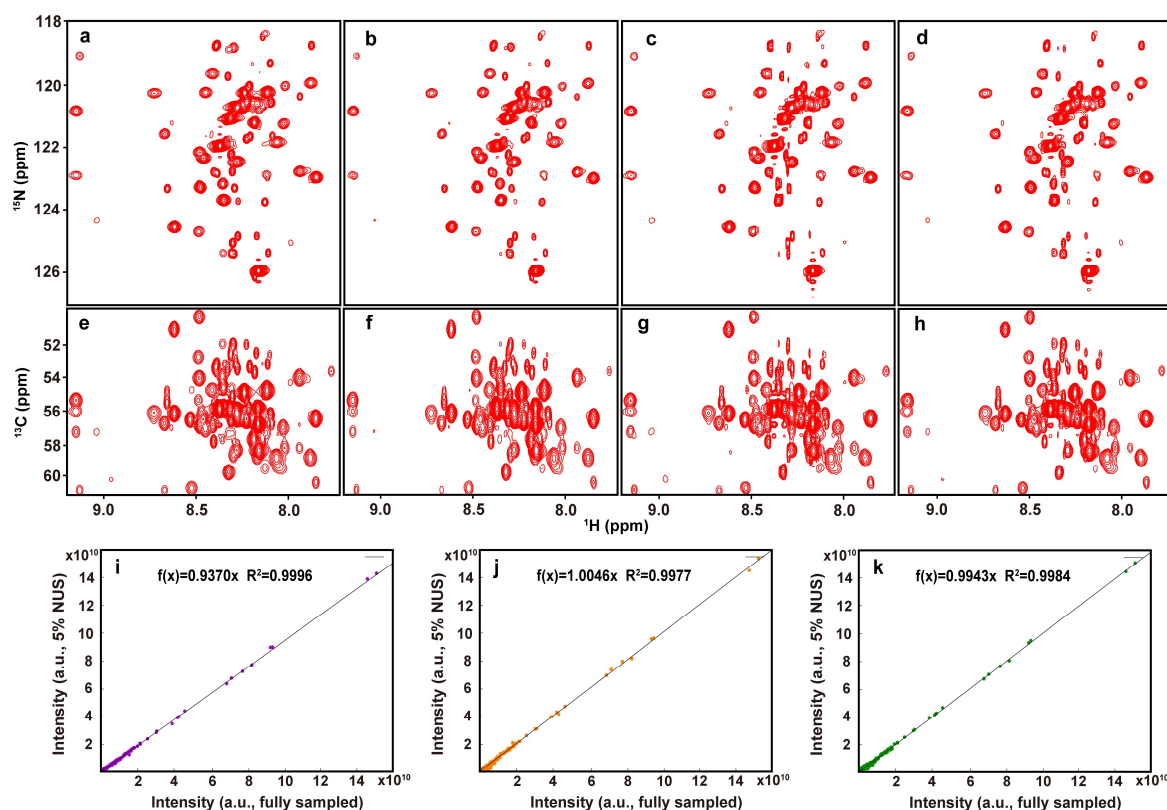 118
120
122
124
126
¹⁵N (ppm)
a
b
c
d
52
54
56
58
60
¹³C (ppm)
e
f
g
h
9.0 8.5 8.0 9.0 8.5 8.0 9.0 8.5 8.0 9.0 8.5 8.0
¹H (ppm)
x10¹⁰
i
f(x)=0.9370x R²=0.9996
Intensity (a.u., 5% NUS)
14
12
10
8
6
4
2
2 4 6 8 10 12 14 x10¹⁰
Intensity (a.u., fully sampled)
x10¹⁰
j
f(x)=1.0046x R²=0.9977
Intensity (a.u., 5% NUS)
14
12
10
8
6
4
2
2 4 6 8 10 12 14 x10¹⁰
Intensity (a.u., fully sampled)
x10¹⁰
k
f(x)=0.9943x R²=0.9984
Intensity (a.u., 5% NUS)
14
12
10
8
6
4
2
2 4 6 8 10 12 14 x10¹⁰
Intensity (a.u., fully sampled)